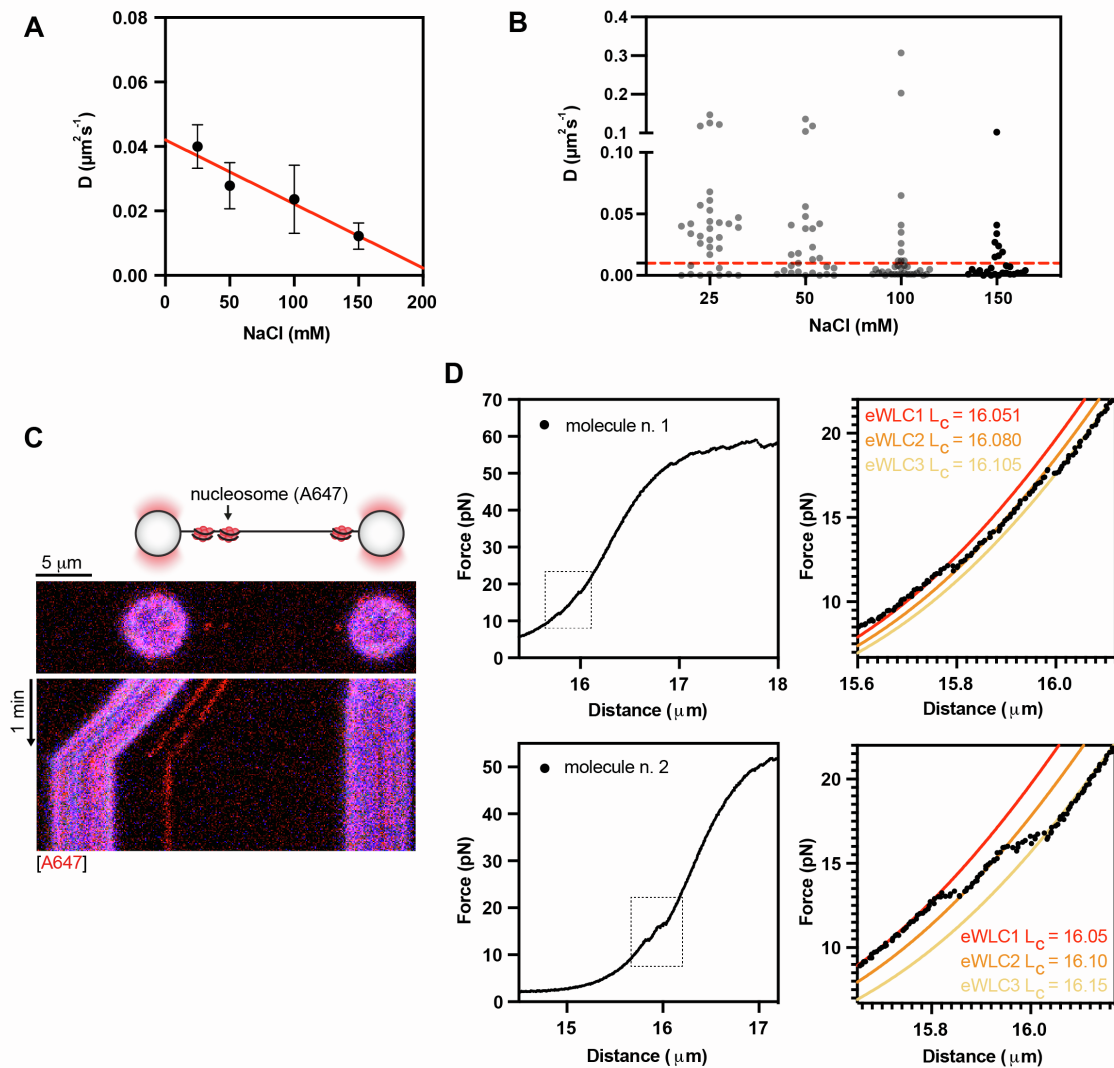 A
0.08
0.06
0.04
0.02
0.00
D (µm²s⁻¹)
0 50 100 150 200
NaCl (mM)
B
0.4
0.3
0.2
0.1
0.10
0.05
0.00
D (µm²s⁻¹)
25 50 100 150
NaCl (mM)
C
nucleosome (A647)
5 µm
1 min
[A647]
D
70
60
50
40
30
20
10
0
Force (pN)
molecule n. 1
16 17 18
Distance (µm)
eWLC1 Lc = 16.051
eWLC2 Lc = 16.080
eWLC3 Lc = 16.105
20
15
10
Force (pN)
15.6 15.8 16.0
Distance (µm)
50
40
30
20
10
0
Force (pN)
molecule n. 2
15 16 17
Distance (µm)
20
15
10
Force (pN)
eWLC1 Lc = 16.05
eWLC2 Lc = 16.10
eWLC3 Lc = 16.15
15.8 16.0
Distance (µm)